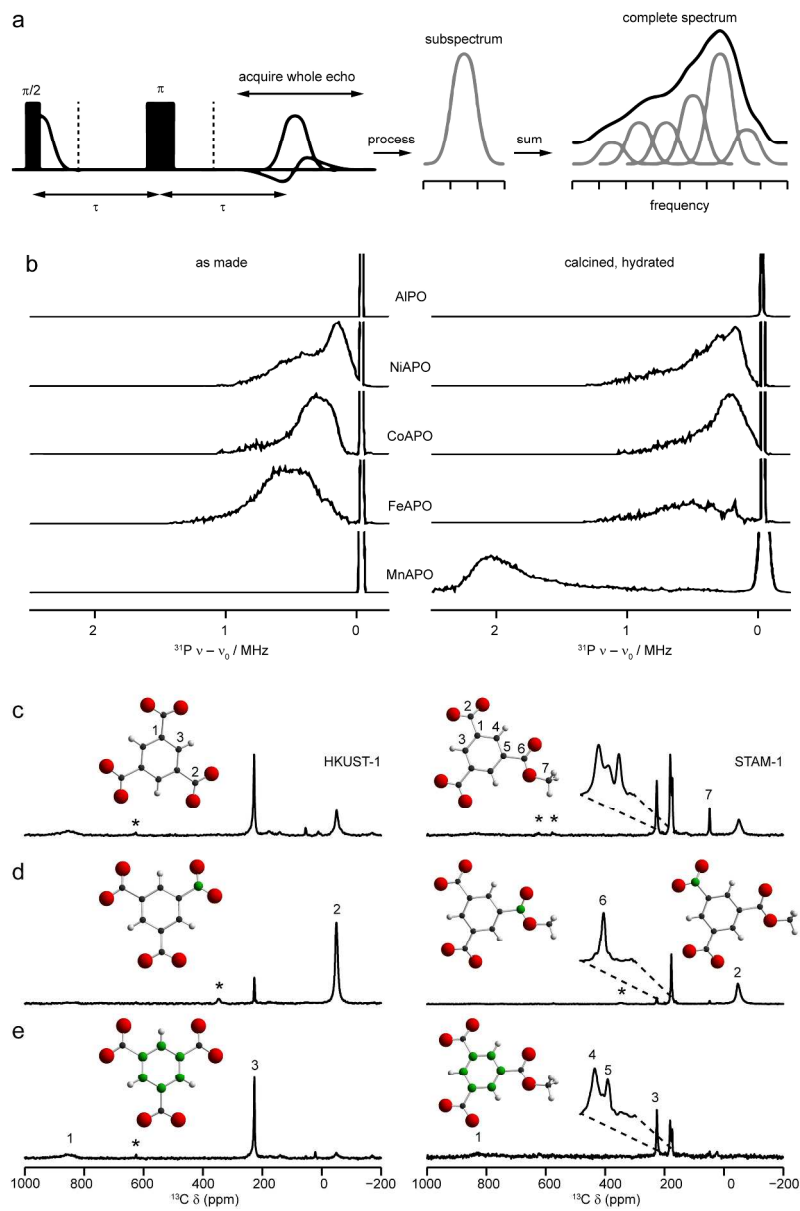 a
complete spectrum
subspectrum
acquire whole echo
π/2
π
process
sum
τ
τ
frequency
b
as made
calcined, hydrated
AlPO
NiAPO
CoAPO
FeAPO
MnAPO
2 1 0
2 1 0
³¹P ν – ν₀ / MHz
³¹P ν – ν₀ / MHz
c
1 3
2
HKUST-1
*
2
1 4
3 5 6
7
STAM-1
* *
7
d
2
*
6
*
2
e
1
*
3
4
5
3
1
1000 800 600 400 200 0 −200
1000 800 600 400 200 0 −200
¹³C δ (ppm)
¹³C δ (ppm)